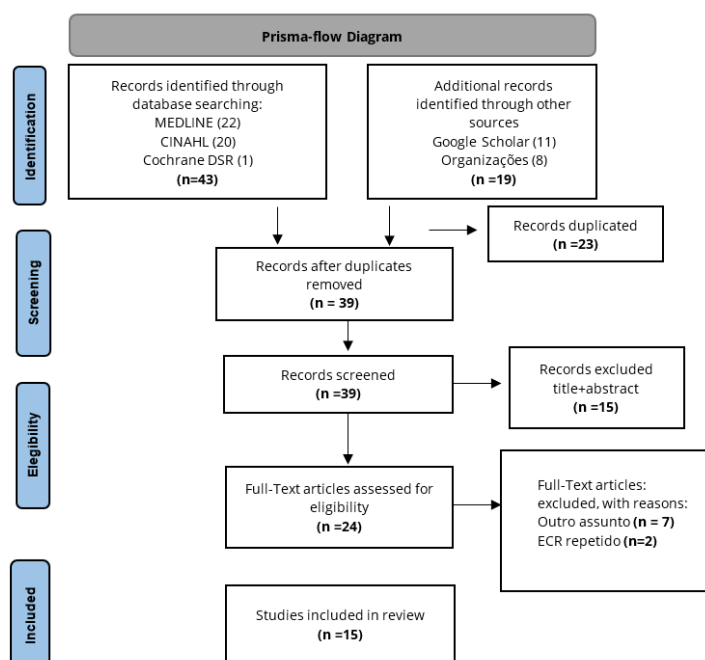 Prisma-flow Diagram
Identification
Records identified through
database searching:
MEDLINE (22)
CINAHL (20)
Cochrane DSR (1)
(n=43)
Additional records
identified through other
sources
Google Scholar (11)
Organizações (8)
(n =19)
Records duplicated
(n =23)
Screening
Records after duplicates
removed
(n = 39)
Records screened
(n =39)
Records excluded
title+abstract
(n =15)
Elegibility
Full-Text articles assessed for
eligibility
(n =24)
Full-Text articles:
excluded, with reasons:
Outro assunto (n = 7)
ECR repetido (n=2)
Included
Studies included in review
(n =15)